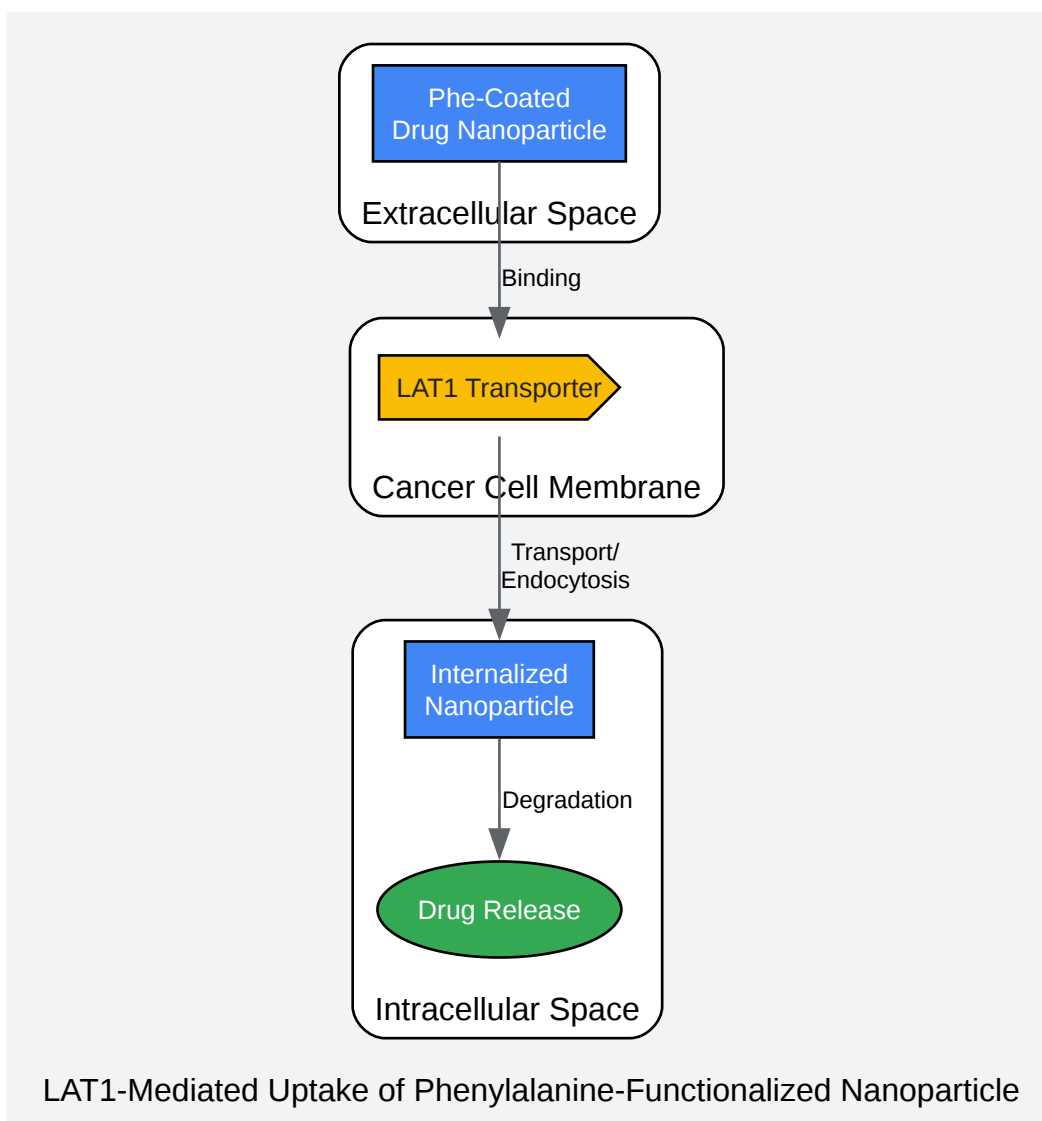 Phe-Coated
Drug Nanoparticle
Extracellular Space
Binding
LAT1 Transporter
Cancer Cell Membrane
Transport/
Endocytosis
Internalized
Nanoparticle
Degradation
Drug Release
Intracellular Space
LAT1-Mediated Uptake of Phenylalanine-Functionalized Nanoparticle